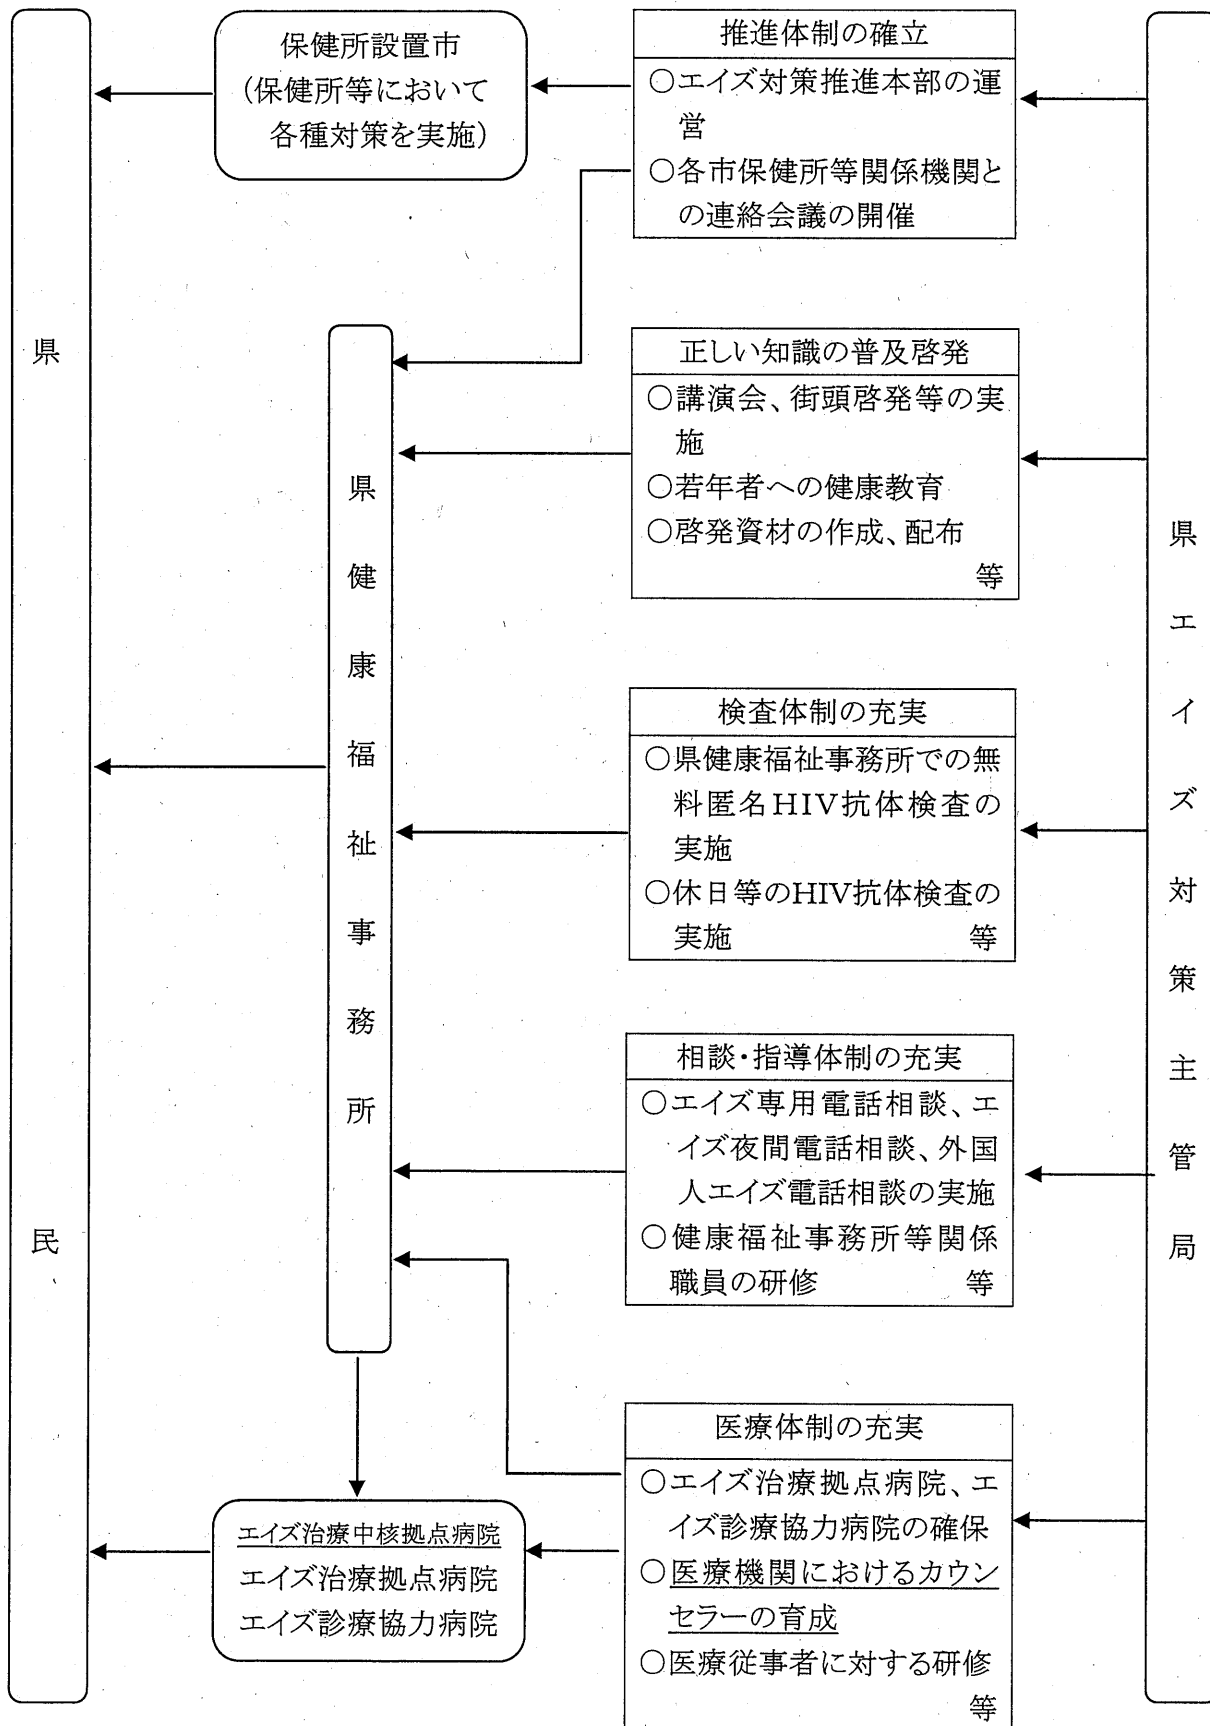 県民
保健所設置市
(保健所等において
各種対策を実施)
推進体制の確立
○エイズ対策推進本部の運
営
○各市保健所等関係機関と
の連絡会議の開催
県健康福祉事務所
正しい知識の普及啓発
○講演会、街頭啓発等の実
施
○若年者への健康教育
○啓発資材の作成、配布
等
検査体制の充実
○県健康福祉事務所での無
料匿名HIV抗体検査の
実施
○休日等のHIV抗体検査の
実施 等
相談・指導体制の充実
○エイズ専用電話相談、エ
イズ夜間電話相談、外国
人エイズ電話相談の実施
○健康福祉事務所等関係
職員の研修 等
エイズ治療中核拠点病院
エイズ治療拠点病院
エイズ診療協力病院
医療体制の充実
○エイズ治療拠点病院、エ
イズ診療協力病院の確保
○医療機関におけるカウン
セラーの育成
○医療従事者に対する研修
等
県エイズ対策主管局